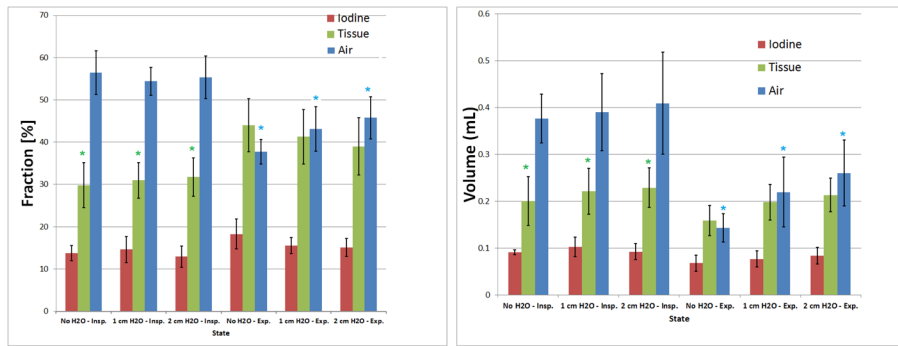 Fraction [%]
70
60
50
40
30
20
10
0
Iodine
Tissue
Air
*
*
*
*
*
*
No H2O - Insp. 1 cm H2O - Insp. 2 cm H2O - Insp. No H2O - Exp. 1 cm H2O - Exp. 2 cm H2O - Exp.
State
Volume (mL)
0.6
0.5
0.4
0.3
0.2
0.1
0
Iodine
Tissue
Air
*
*
*
*
*
*
No H2O - Insp. 1 cm H2O - Insp. 2 cm H2O - Insp. No H2O - Exp. 1 cm H2O - Exp. 2 cm H2O - Exp.
State